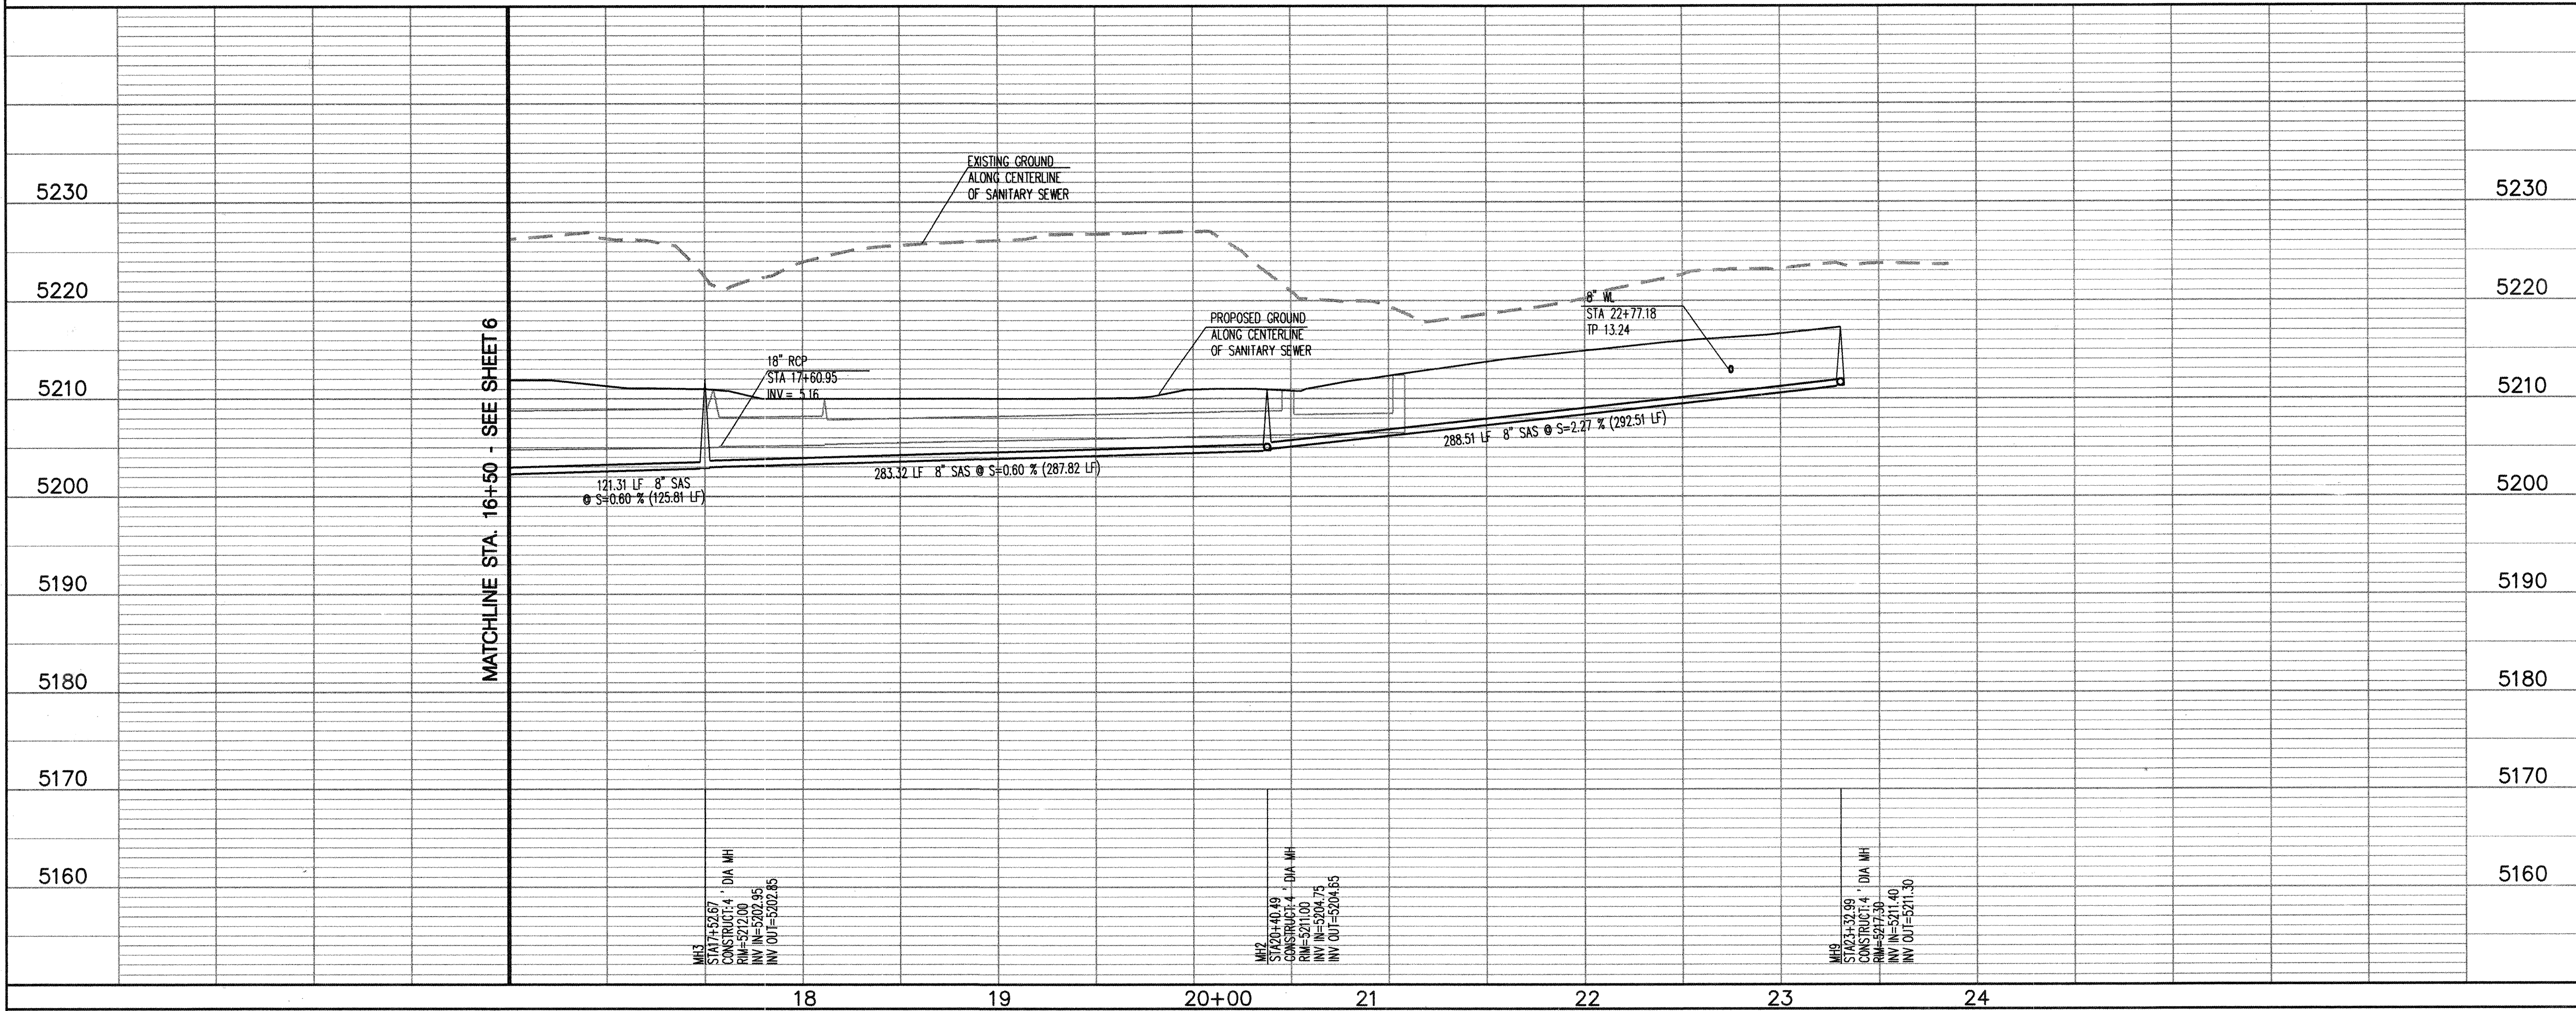 EXISTING GROUND
ALONG CENTERLINE
OF SANITARY SEWER
5230
5230
5220
5220
8" WL
STA 22+77.18
TP 13.24
PROPOSED GROUND
ALONG CENTERLINE
OF SANITARY SEWER
18" RCP
STA 17+60.95
INV = 5.16
MATCHLINE STA. 16+50 - SEE SHEET 6
5210
5210
288.51 LF 8" SAS @ S=2.27 % (292.51 LF)
283.32 LF 8" SAS @ S=0.60 % (287.82 LF)
121.31 LF 8" SAS
@ S=0.60 % (125.81 LF)
5200
5200
5190
5190
5180
5180
5170
5170
5160
5160
MH3
STA17+52.67
CONSTRUCT:4 ' DIA MH
RIM=5212.00
INV IN=5202.95
INV OUT=5202.85
MH2
STA20+40.49
CONSTRUCT:4 ' DIA MH
RIM=5211.00
INV IN=5204.75
INV OUT=5204.65
MH9
STA23+32.99
CONSTRUCT:4 ' DIA MH
RIM=5217.30
INV IN=5211.40
INV OUT=5211.30
18
19
20+00
21
22
23
24